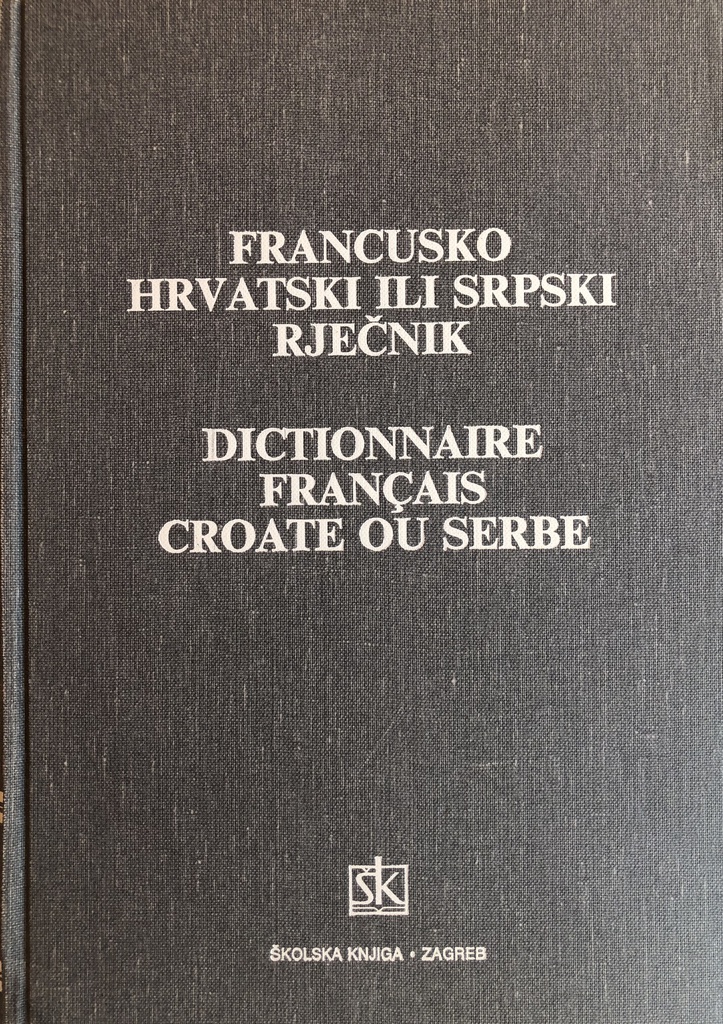 FRANCUSKO
HRVATSKI ILI SRPSKI
RJEČNIK
DICTIONNAIRE
FRANÇAIS
CROATE OU SERBE
ŠK
ŠKOLSKA KNJIGA • ZAGREB